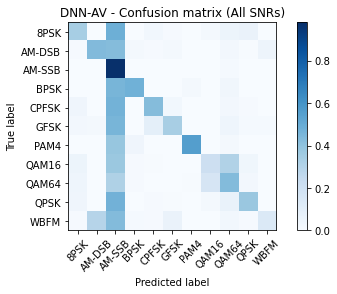 DNN-AV - Confusion matrix (All SNRs)
8PSK
AM-DSB
AM-SSB
BPSK
CPFSK
GFSK
PAM4
QAM16
QAM64
QPSK
WBFM
True label
8PSK
AM-DSB
AM-SSB
BPSK
CPFSK
GFSK
PAM4
QAM16
QAM64
QPSK
WBFM
Predicted label
0.8
0.6
0.4
0.2
0.0